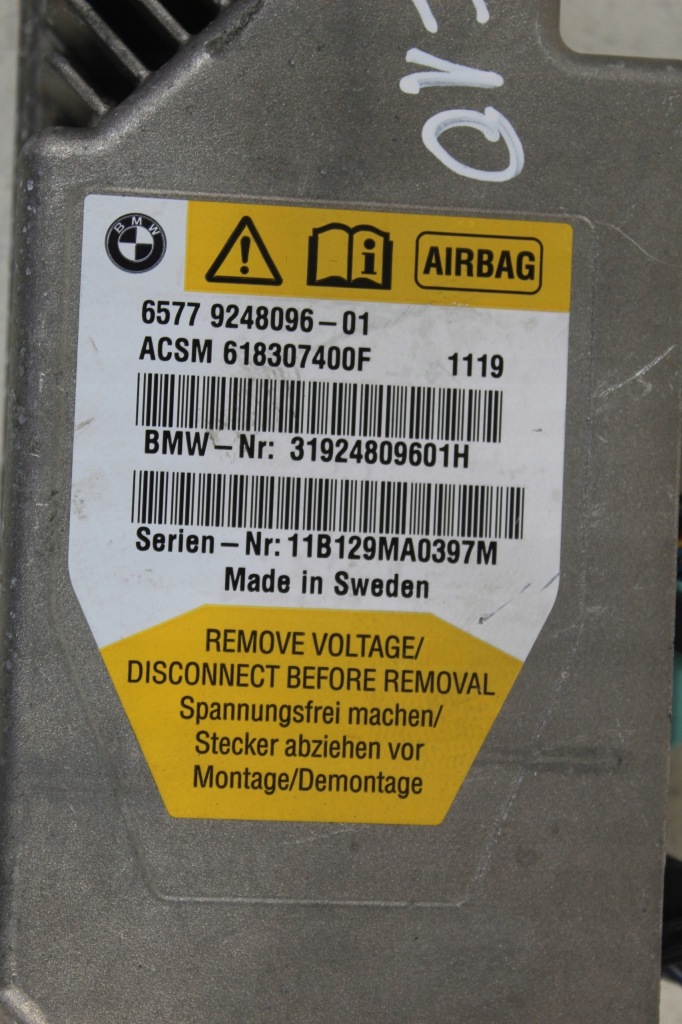 BMW
AIRBAG
6577 9248096-01
ACSM 618307400F 1119
BMW-Nr: 31924809601H
Serien-Nr: 11B129MA0397M
Made in Sweden
REMOVE VOLTAGE/
DISCONNECT BEFORE REMOVAL
Spannungsfrei machen/
Stecker abziehen vor
Montage/Demontage